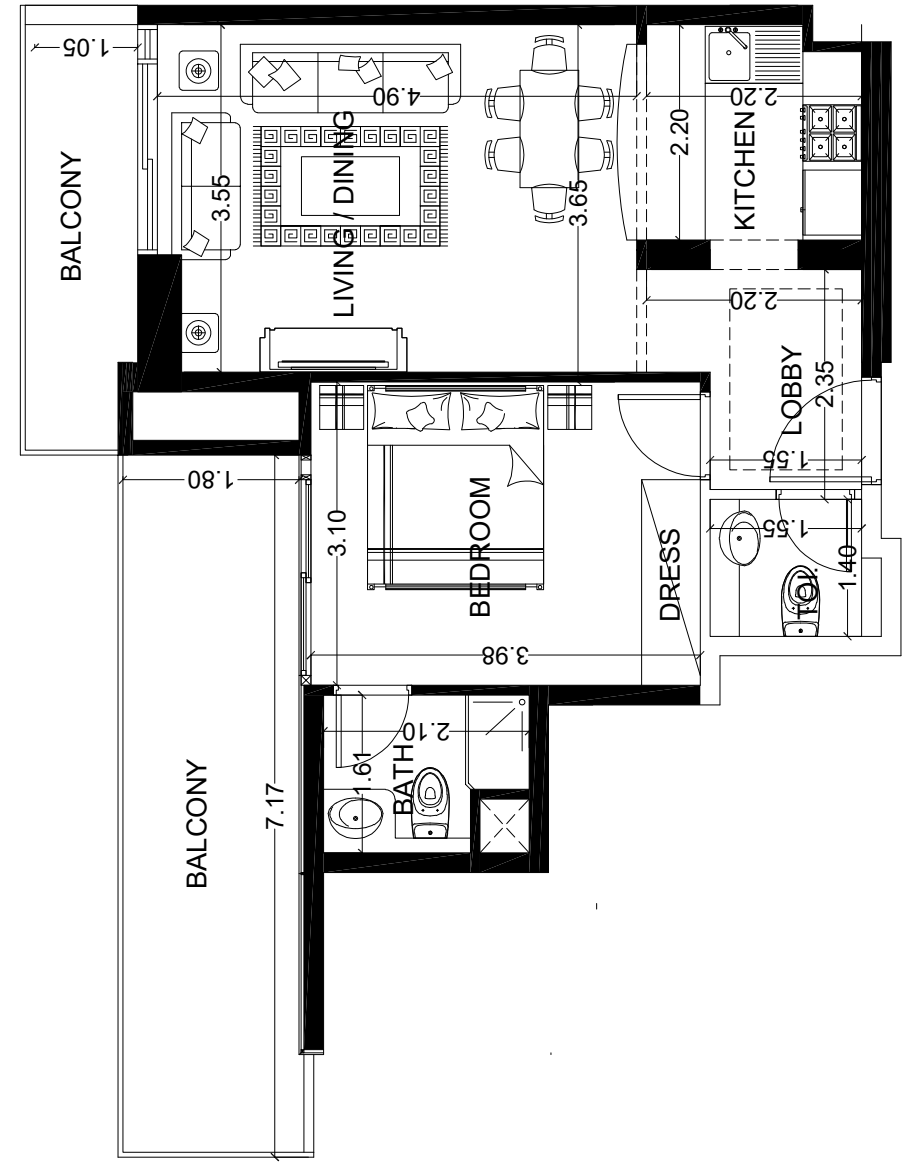 1.05
BALCONY
4.90
LIVING / DINING
3.55
3.65
2.20
2.20
KITCHEN
2.20
LOBBY
2.35
1.55
1.80
3.10
BEDROOM
DRESS
1.55
TOI.
1.40
3.98
BALCONY
7.17
2.10
1.61
BATH